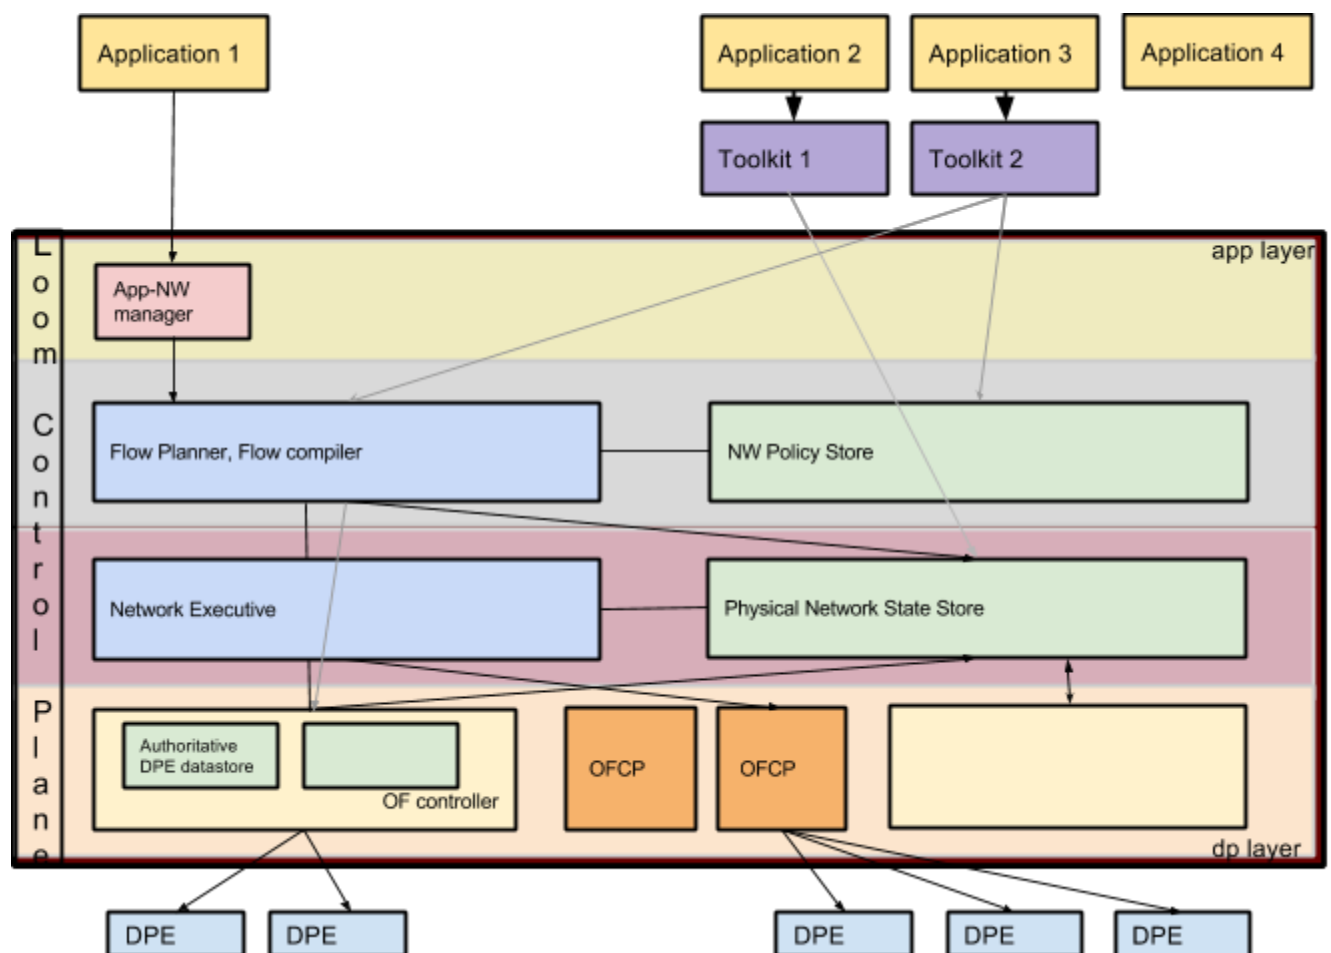 Application 1
Application 2
Application 3
Application 4
Toolkit 1
Toolkit 2
Loom Control Plane
app layer
App-NW
manager
Flow Planner, Flow compiler
NW Policy Store
Network Executive
Physical Network State Store
Authoritative
DPE datastore
OF controller
OFCP
OFCP
dp layer
DPE
DPE
DPE
DPE
DPE